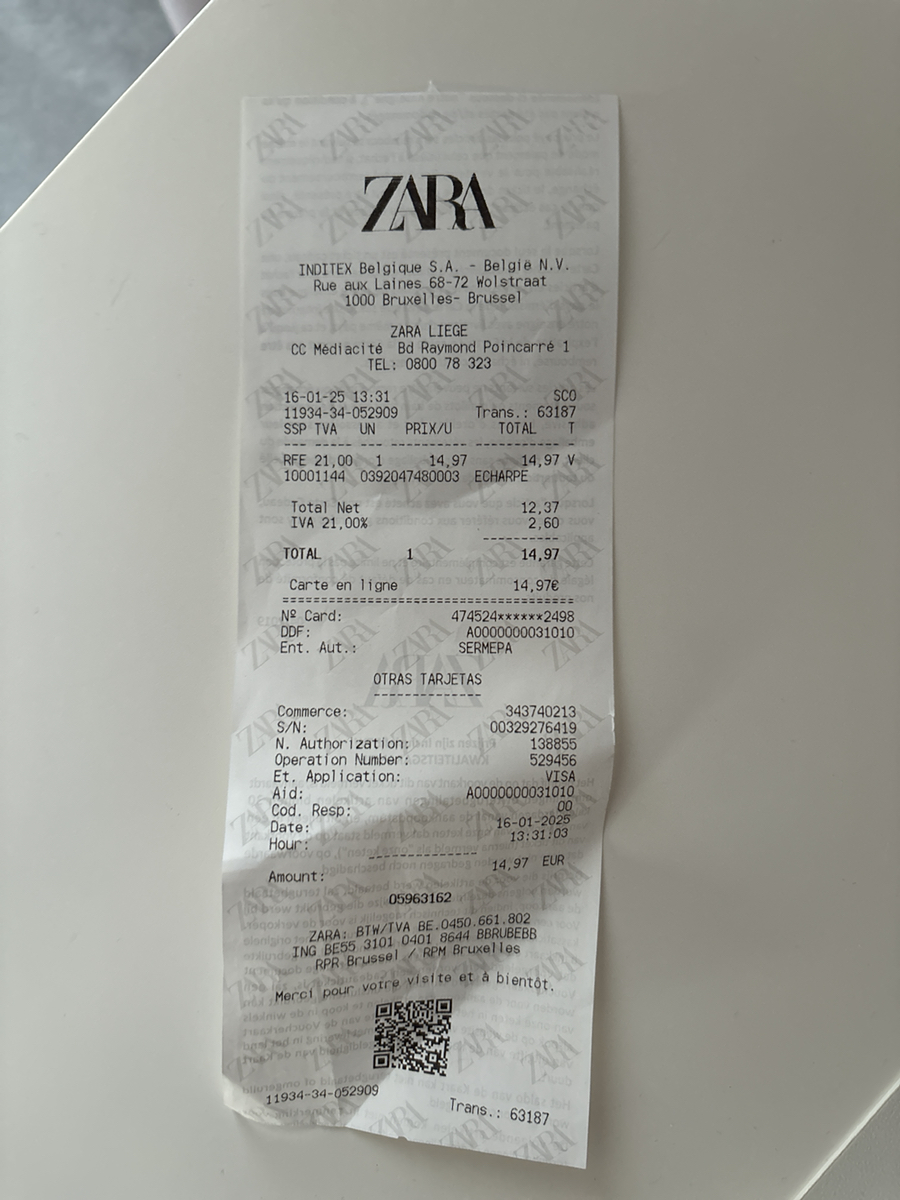 ZARA
INDITEX Belgique S.A. - België N.V.
Rue aux Laines 68-72 Wolstraat
1000 Bruxelles- Brussel
ZARA LIEGE
CC Médiacité Bd Raymond Poincarré 1
TEL: 0800 78 323
16-01-25 13:31 SCO
11934-34-052909 Trans.: 63187
SSP TVA UN PRIX/U TOTAL T
--- ---- --- ----------- ----------- -
RFE 21,00 1 14,97 14,97 V
10001144 0392047480003 ECHARPE
Total Net 12,37
IVA 21,00% 2,60
----------
TOTAL 1 14,97
Carte en ligne 14,97€
======================================
Nº Card: 474524******2498
DDF: A0000000031010
Ent. Aut.: SERMEPA
OTRAS TARJETAS
--------------
Commerce: 343740213
S/N: 00329276419
N. Authorization: 138855
Operation Number: 529456
Et. Application: VISA
Aid: A0000000031010
Cod. Resp: 00
Date: 16-01-2025
Hour: 13:31:03
--------------
Amount: 14,97 EUR
05963162
ZARA: BTW/TVA BE.0450.661.802
ING BE55 3101 0401 8644 BBRUBEBB
RPR Brussel / RPM Bruxelles
Merci pour votre visite et à bientôt.
11934-34-052909 Trans.: 63187